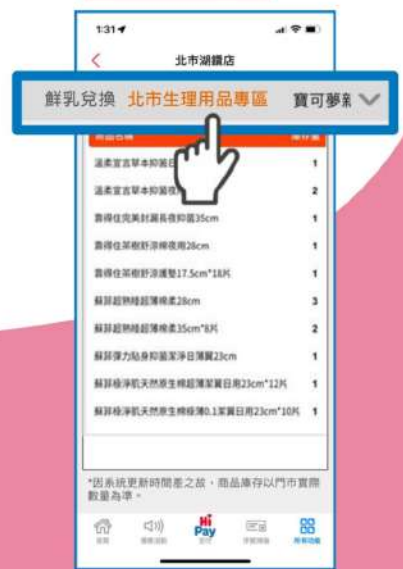 1:31
北市湖鑽店
鮮乳兌換 北市生理用品專區 寶可夢
溫柔宣言草本抑菌日 1
溫柔宣言草本抑菌夜 2
靠得住完美封漏長夜抑菌35cm 1
靠得住茶樹舒涼棉夜用28cm 1
靠得住茶樹舒涼護墊17.5cm*18片 1
蘇菲超熟睡超薄棉柔28cm 3
蘇菲超熟睡超薄棉柔35cm*8片 2
蘇菲彈力貼身抑菌潔淨日薄翼23cm 1
蘇菲極淨肌天然原生棉超薄潔翼日用23cm*12片 1
蘇菲極淨肌天然原生棉極薄0.1潔翼日用23cm*10片 1
*因系統更新時間差之故，商品庫存以門市實際
數量為準。
Hi
Pay
所有功能